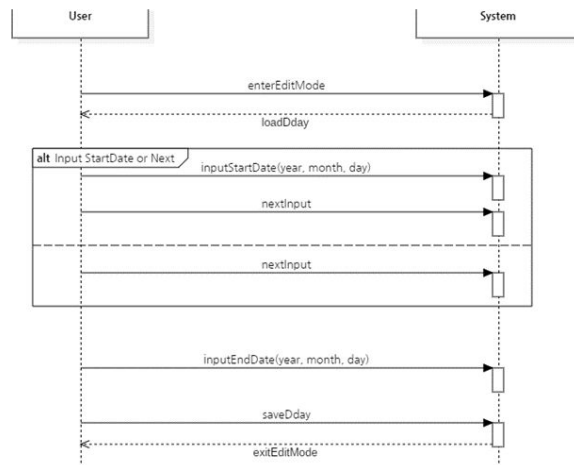 User
System
enterEditMode
loadDday
alt Input StartDate or Next
inputStartDate(year, month, day)
nextInput
nextInput
inputEndDate(year, month, day)
saveDday
exitEditMode